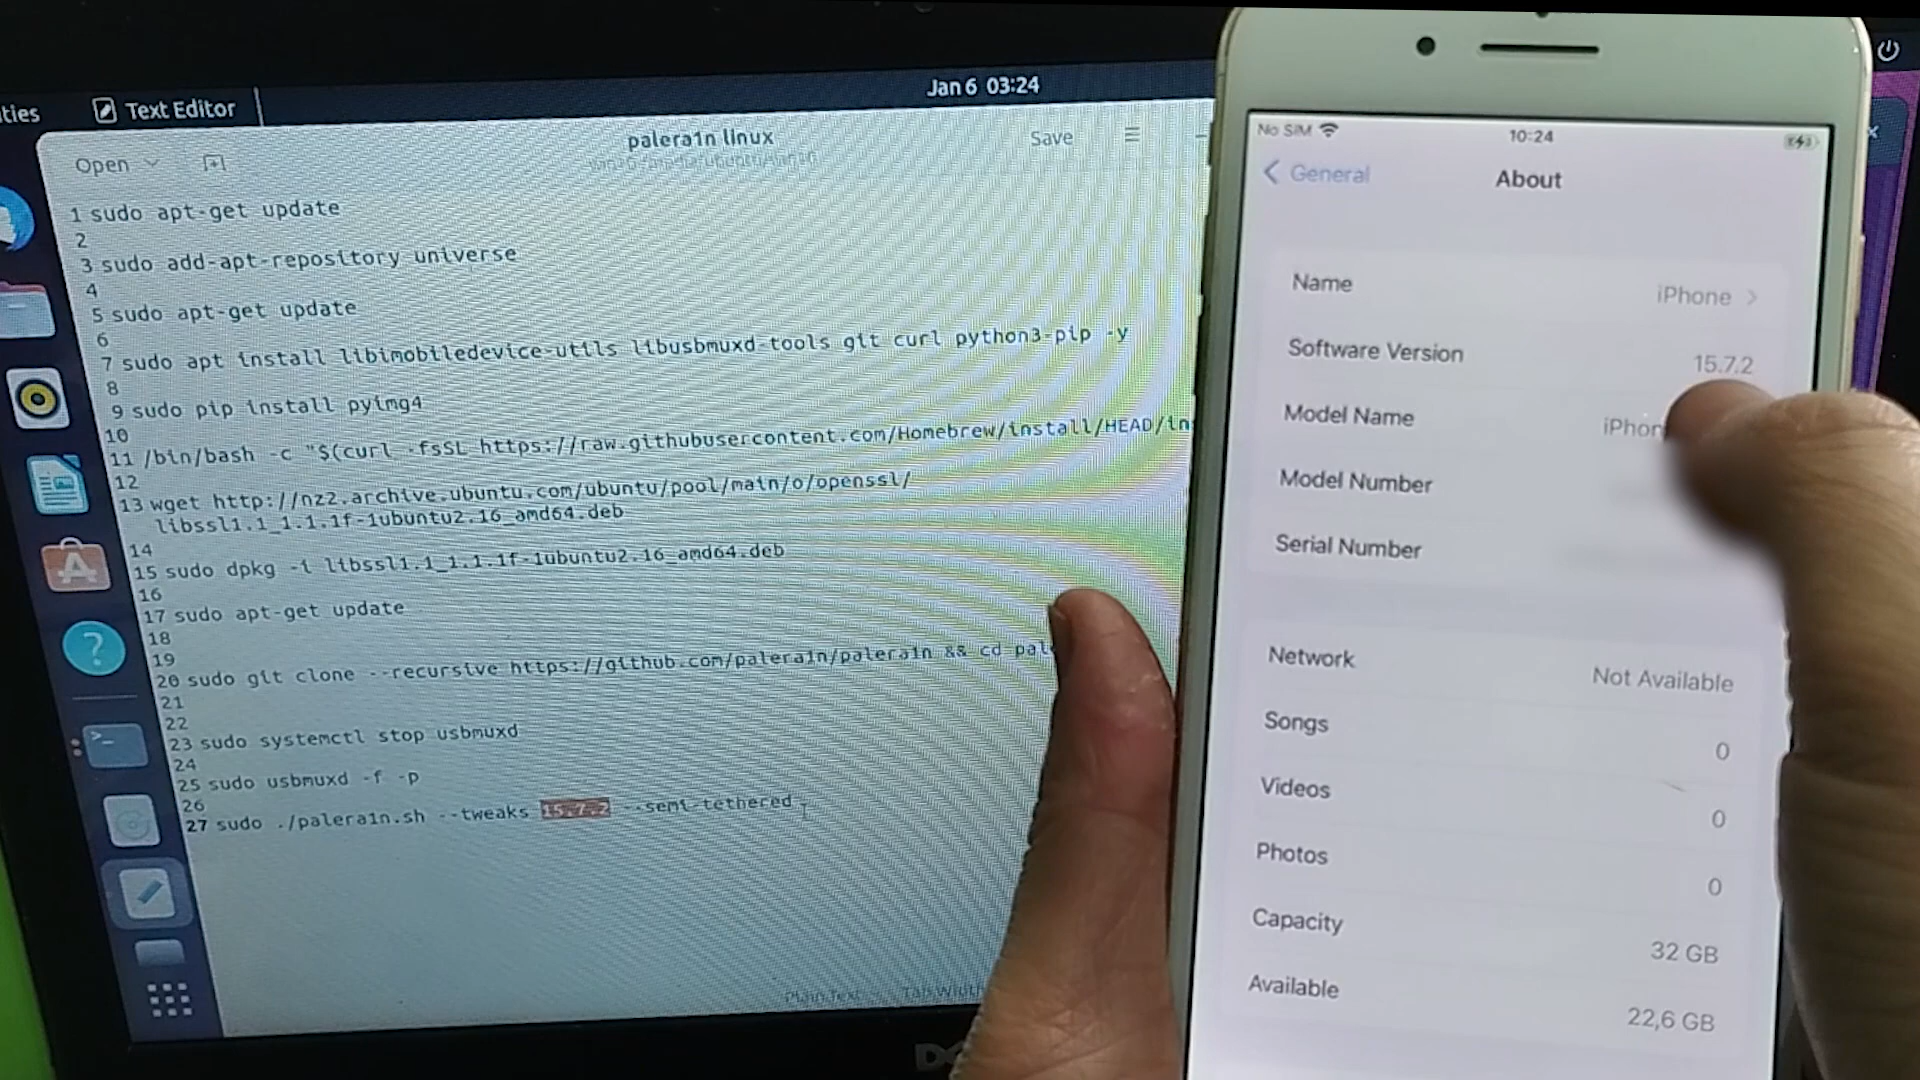 ties
Text Editor
Jan 6 03:24
Open
palera1n linux
Save
1 sudo apt-get update
2
3 sudo add-apt-repository universe
4
5 sudo apt-get update
6
7 sudo apt install libimobiledevice-utils libusbmuxd-tools git curl python3-pip -y
8
9 sudo pip install pyimg4
10
11 /bin/bash -c "$(curl -fsSL https://raw.githubusercontent.com/Homebrew/install/HEAD/in
12
13 wget http://nz2.archive.ubuntu.com/ubuntu/pool/main/o/openssl/
libssl1.1_1.1.1f-1ubuntu2.16_amd64.deb
14
15 sudo dpkg -i libssl1.1_1.1.1f-1ubuntu2.16_amd64.deb
16
17 sudo apt-get update
18
19
20 sudo git clone --recursive https://github.com/palera1n/palera1n && cd pal
21
22
23 sudo systemctl stop usbmuxd
24
25 sudo usbmuxd -f -p
26
27 sudo ./palera1n.sh --tweaks 15.7.2 --semi-tethered
Plain Text
Tab Width
No SIM
10:24
General
About
Name
iPhone
Software Version
15.7.2
Model Name
iPhon
Model Number
Serial Number
Network
Not Available
Songs
0
Videos
0
Photos
0
Capacity
32 GB
Available
22,6 GB